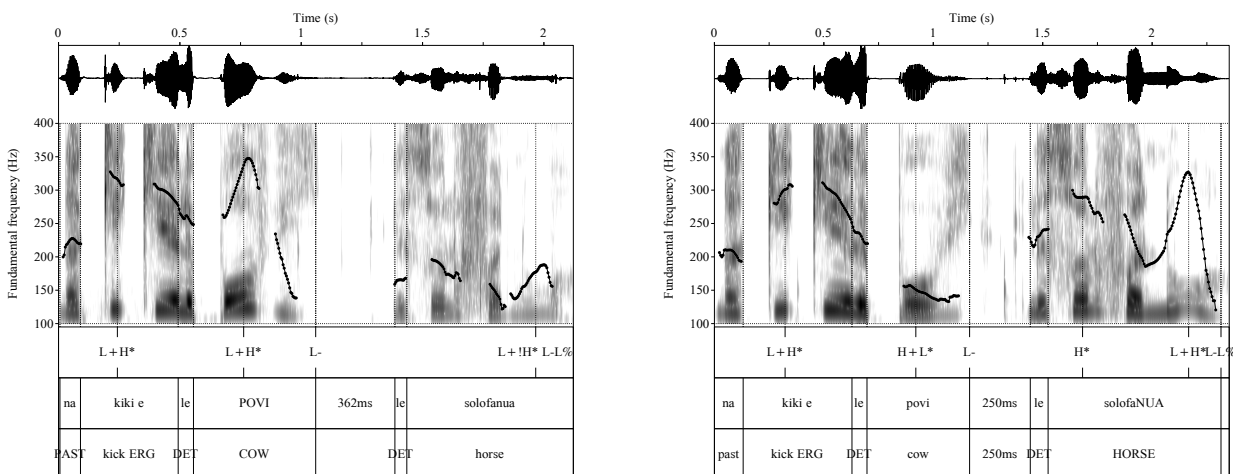 Time (s)
0 0.5 1 1.5 2
Fundamental frequency (Hz)
400
350
300
250
200
150
100
L+H* L+H* L- L+!H* L-L%
na kiki e le POVI 362ms le solofanua
PAST kick ERG DET COW DET horse
Time (s)
0 0.5 1 1.5 2
Fundamental frequency (Hz)
400
350
300
250
200
150
100
L+H* H+L* L- H* L+H* L-L%
na kiki e le povi 250ms le solofaNUA
past kick ERG DET cow 250ms DET HORSE